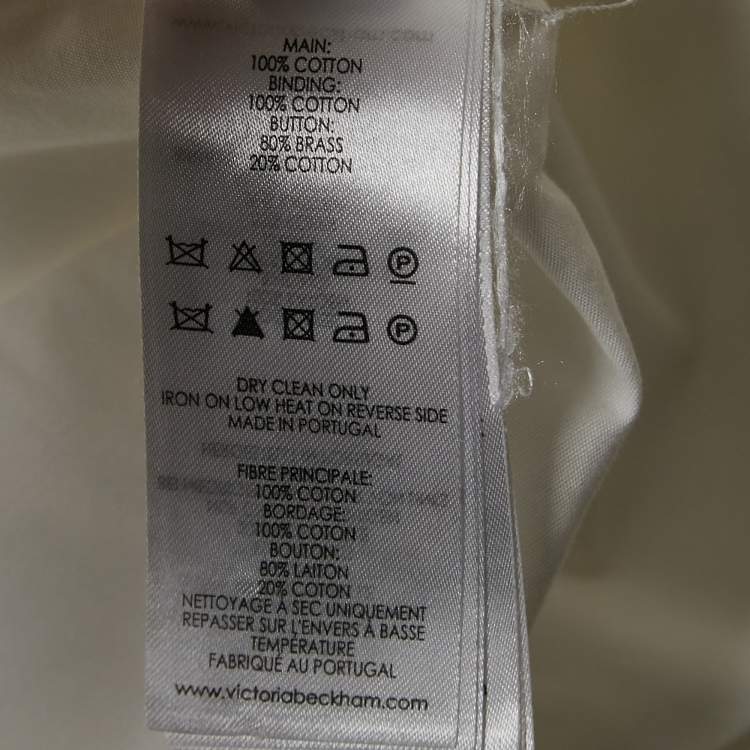 MAIN:
100% COTTON
BINDING:
100% COTTON
BUTTON:
80% BRASS
20% COTTON
P
P
DRY CLEAN ONLY
IRON ON LOW HEAT ON REVERSE SIDE
MADE IN PORTUGAL
FIBRE PRINCIPALE:
100% COTON
BORDAGE:
100% COTON
BOUTON:
80% LAITON
20% COTON
NETTOYAGE À SEC UNIQUEMENT
REPASSER SUR L'ENVERS À BASSE
TEMPÉRATURE
FABRIQUÉ AU PORTUGAL
www.victoriabeckham.com